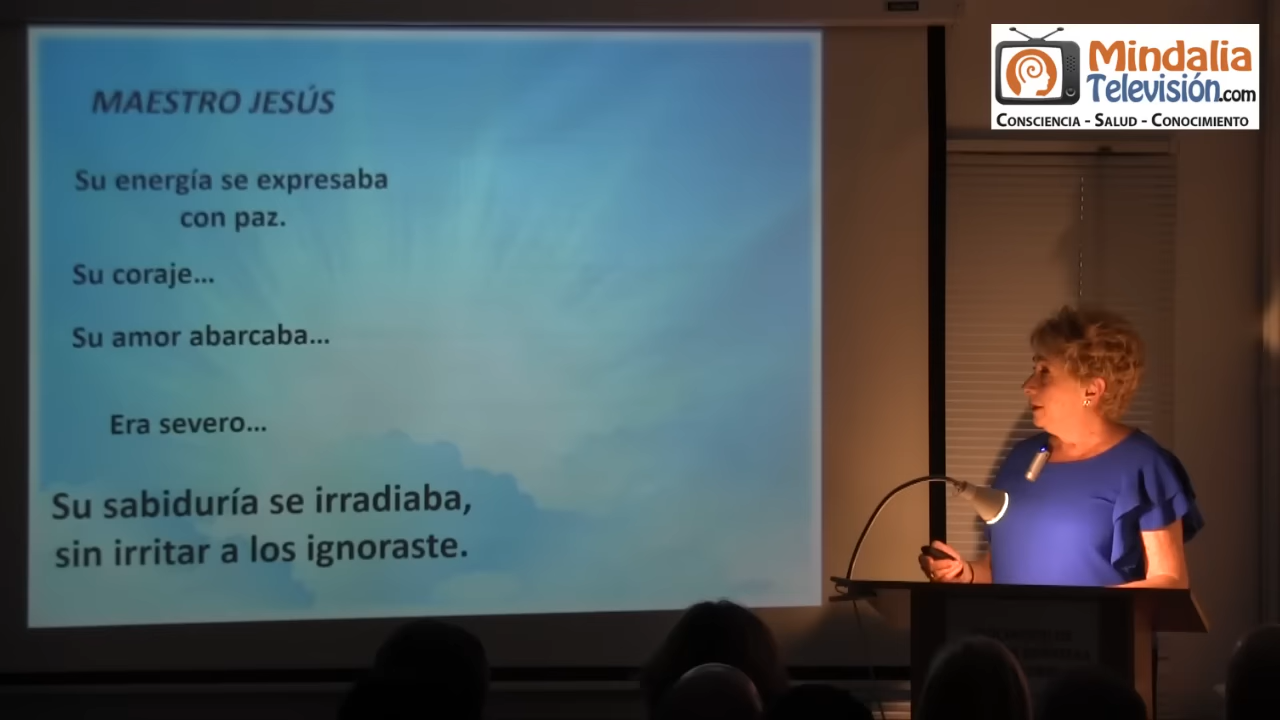 MAESTRO JESÚS
Su energía se expresaba
con paz.
Su coraje...
Su amor abarcaba...
Era severo...
Su sabiduría se irradiaba,
sin irritar a los ignoraste.
Mindalia
Televisión.com
CONSCIENCIA - SALUD - CONOCIMIENTO